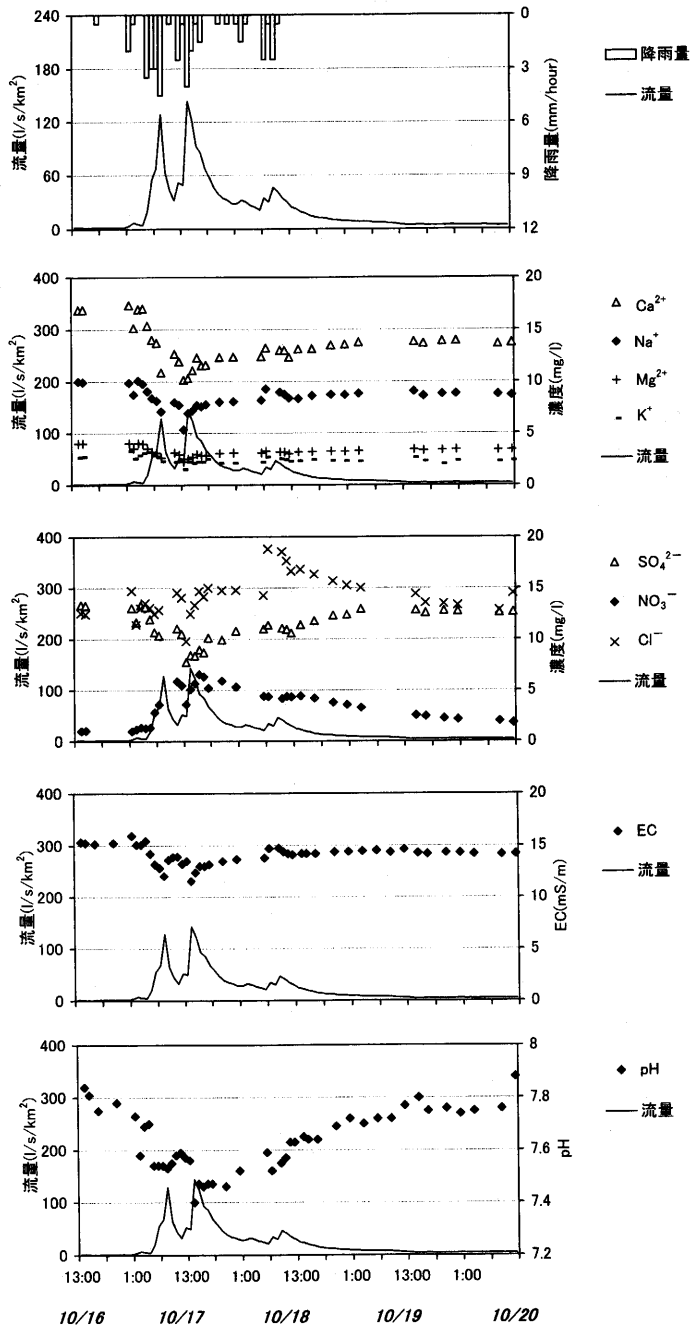 240
180
120
60
0
流量(l/s/km²)
0
3
6
9
12
降雨量(mm/hour)
降雨量
流量
400
300
200
100
0
流量(l/s/km²)
20
15
10
5
0
濃度(mg/l)
Ca²⁺
Na⁺
Mg²⁺
K⁺
流量
400
300
200
100
0
流量(l/s/km²)
20
15
10
5
0
濃度(mg/l)
SO₄²⁻
NO₃⁻
Cl⁻
流量
400
300
200
100
0
流量(l/s/km²)
20
15
10
5
0
EC(mS/m)
EC
流量
400
300
200
100
0
流量(l/s/km²)
8
7.8
7.6
7.4
7.2
pH
pH
流量
13:00 1:00 13:00 1:00 13:00 1:00 13:00 1:00
10/16 10/17 10/18 10/19 10/20